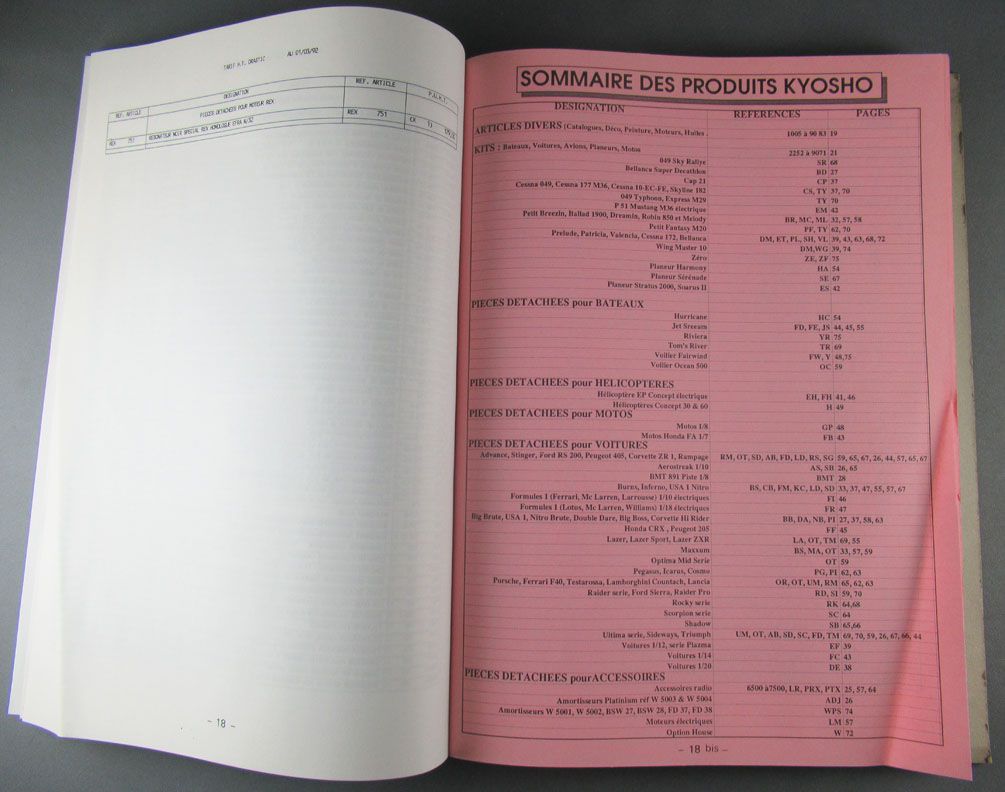 TARIF H.T. DRASTIC AU 01/03/92
REF. ARTICLE DESIGNATION REF. ARTICLE P.U.H.T
PIECES DETACHEES POUR MOTEUR REX
REX 751 RESONATEUR NOIR SPECIAL REX HOMOLOGUE EFRA N/32 REX 751
- 18 -
SOMMAIRE DES PRODUITS KYOSHO
DESIGNATION REFERENCES PAGES
ARTICLES DIVERS (Catalogues, Déco, Peinture, Moteurs, Huiles . 1005 à 90 83 19
KITS : Bateaux, Voitures, Avions, Planeurs, Motos 2252 à 9071 21
049 Sky Rallye SR 68
Bellanca Super Decathlon BD 27
Cap 21 CP 37
Cessna 049, Cessna 177 M36, Cessna 10-EC-FE, Skyline 182 CS, TY 37, 70
049 Typhoon, Express M29 TY 70
P 51 Mustang M36 électrique EM 42
Petit Breezin, Ballad 1900, Dreamin, Robin 850 et Melody BR, MC, ML 32, 57, 58
Petit Fantasy M20 PF, TY 62, 70
Prelude, Patricia, Valencia, Cessna 172, Bellanca DM, ET, PL, SH, VL 39, 43, 63, 68, 72
Wing Master 10 DM,WG 39, 74
Zéro ZE, ZF 75
Planeur Harmony HA 54
Planeur Sérénade SE 67
Planeur Stratus 2000, Soarus II ES 42
PIECES DETACHEES pour BATEAUX
Hurricane HC 54
Jet Sream FD, FE, JS 44, 45, 55
Riviera YR 75
Tom's River TR 69
Voilier Fairwind FW, Y 48,75
Voilier Ocean 500 OC 59
PIECES DETACHEES pour HELICOPTERES
Hélicoptère EP Concept électrique EH, FH 41, 46
Hélicoptères Concept 30 & 60 H 49
PIECES DETACHEES pour MOTOS
Motos 1/8 GP 48
Motos Honda FA 1/7 FB 43
PIECES DETACHEES pour VOITURES
Advance, Stinger, Ford RS 200, Peugeot 405, Corvette ZR 1, Rampage RM, OT, SD, AB, FD, LD, RS, SG 59, 65, 67, 26, 44, 57, 65, 67
Aerostreak 1/10 AS, SB 26, 65
BMT 891 Piste 1/8 BMT 28
Burns, Inferno, USA 1 Nitro BS, CB, FM, KC, LD, SD 33, 37, 47, 55, 57, 67
Formules 1 (Ferrari, Mc Larren, Larrousse) 1/10 électriques FI 46
Formules 1 (Lotus, Mc Larren, Williams) 1/18 électriques FR 47
Big Brute, USA 1, Nitro Brute, Double Dare, Big Boss, Corvette Hi Rider BB, DA, NB, PI 27, 37, 58, 63
Honda CRX , Peugeot 205 FF 45
Lazer, Lazer Sport, Lazer ZXR LA, OT, TM 69, 55
Maxxum BS, MA, OT 33, 57, 59
Optima Mid Serie OT 59
Pegasus, Icarus, Cosmo PG, PI 62, 63
Porsche, Ferrari F40, Testarossa, Lamborghini Countach, Lancia OR, OT, UM, RM 65, 62, 63
Raider serie, Ford Sierra, Raider Pro RD, SI 59, 70
Rocky serie RK 64,68
Scorpion serie SC 64
Shadow SB 65,66
Ultima serie, Sideways, Triumph UM, OT, AB, SD, SC, FD, TM 69, 70, 59, 26, 67, 66, 44
Voitures 1/12, serie Plazma EF 39
Voitures 1/14 FC 43
Voitures 1/20 DE 38
PIECES DETACHEES pour ACCESSOIRES
Accessoires radio 6500 à7500, LR, PRX, PTX 25, 57, 64
Amortisseurs Platinium réf W 5003 & W 5004 ADJ 26
Amortisseurs W 5001, W 5002, BSW 27, BSW 28, FD 37, FD 38 WPS 74
Moteurs électriques LM 57
Option House W 72
- 18 bis -